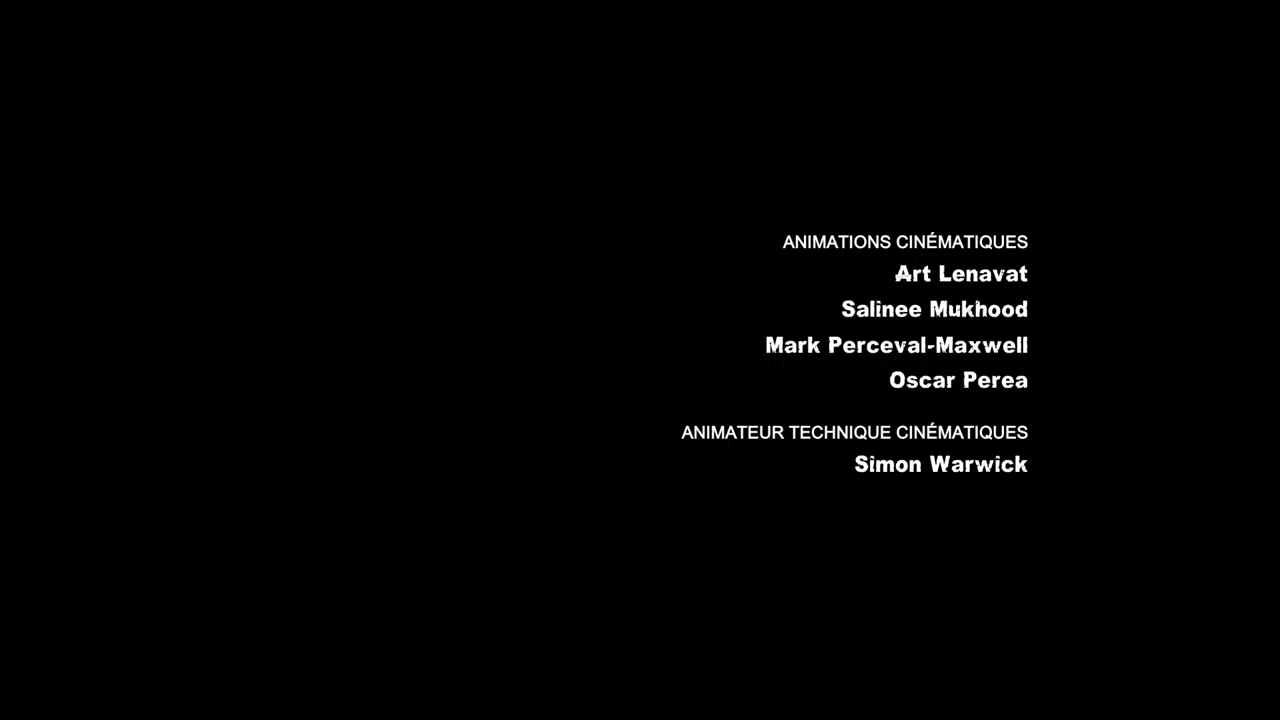 ANIMATIONS CINÉMATIQUES
Art Lenavat
Salinee Mukhood
Mark Perceval-Maxwell
Oscar Perea
ANIMATEUR TECHNIQUE CINÉMATIQUES
Simon Warwick